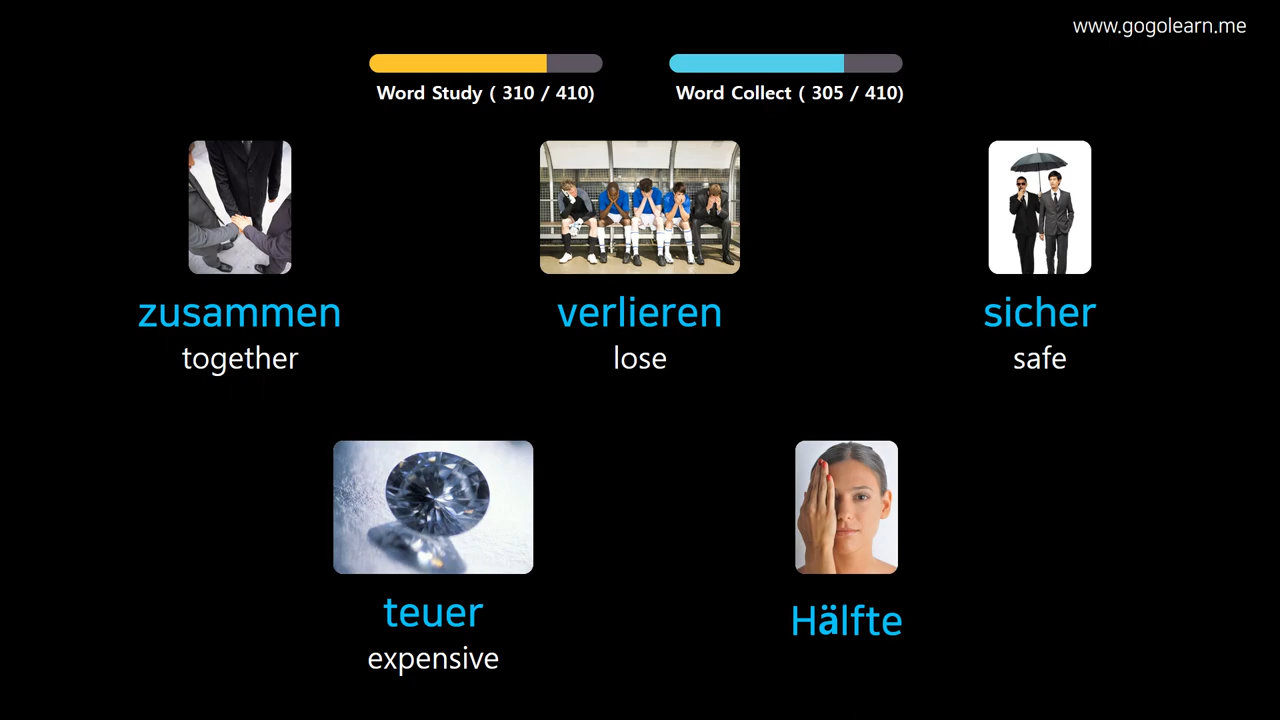 www.gogolearn.me
Word Study ( 310 / 410)
Word Collect ( 305 / 410)
zusammen
together
verlieren
lose
sicher
safe
teuer
expensive
Hälfte